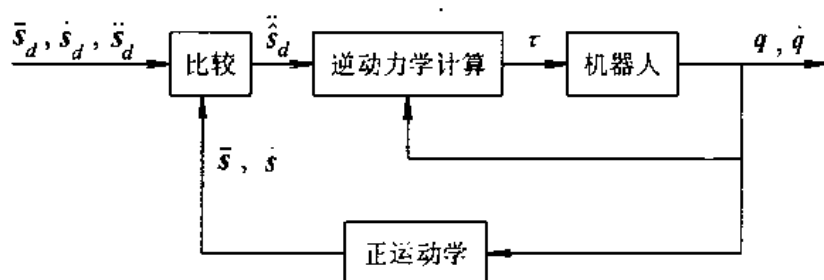 s̄_d , ṡ_d , s̈_d
比较
s̈̂_d
逆动力学计算
τ
机器人
q , q̇
s̄ , ṡ
正运动学